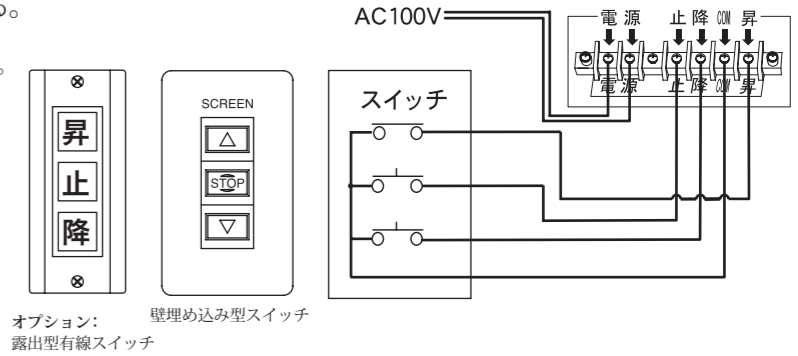 る。
。
AC100V
電 源 止 降 COM 昇
電 源 止 降 COM 昇
スイッチ
SCREEN
昇
止
降
△
STOP
▽
オプション：
露出型有線スイッチ
壁埋め込み型スイッチ